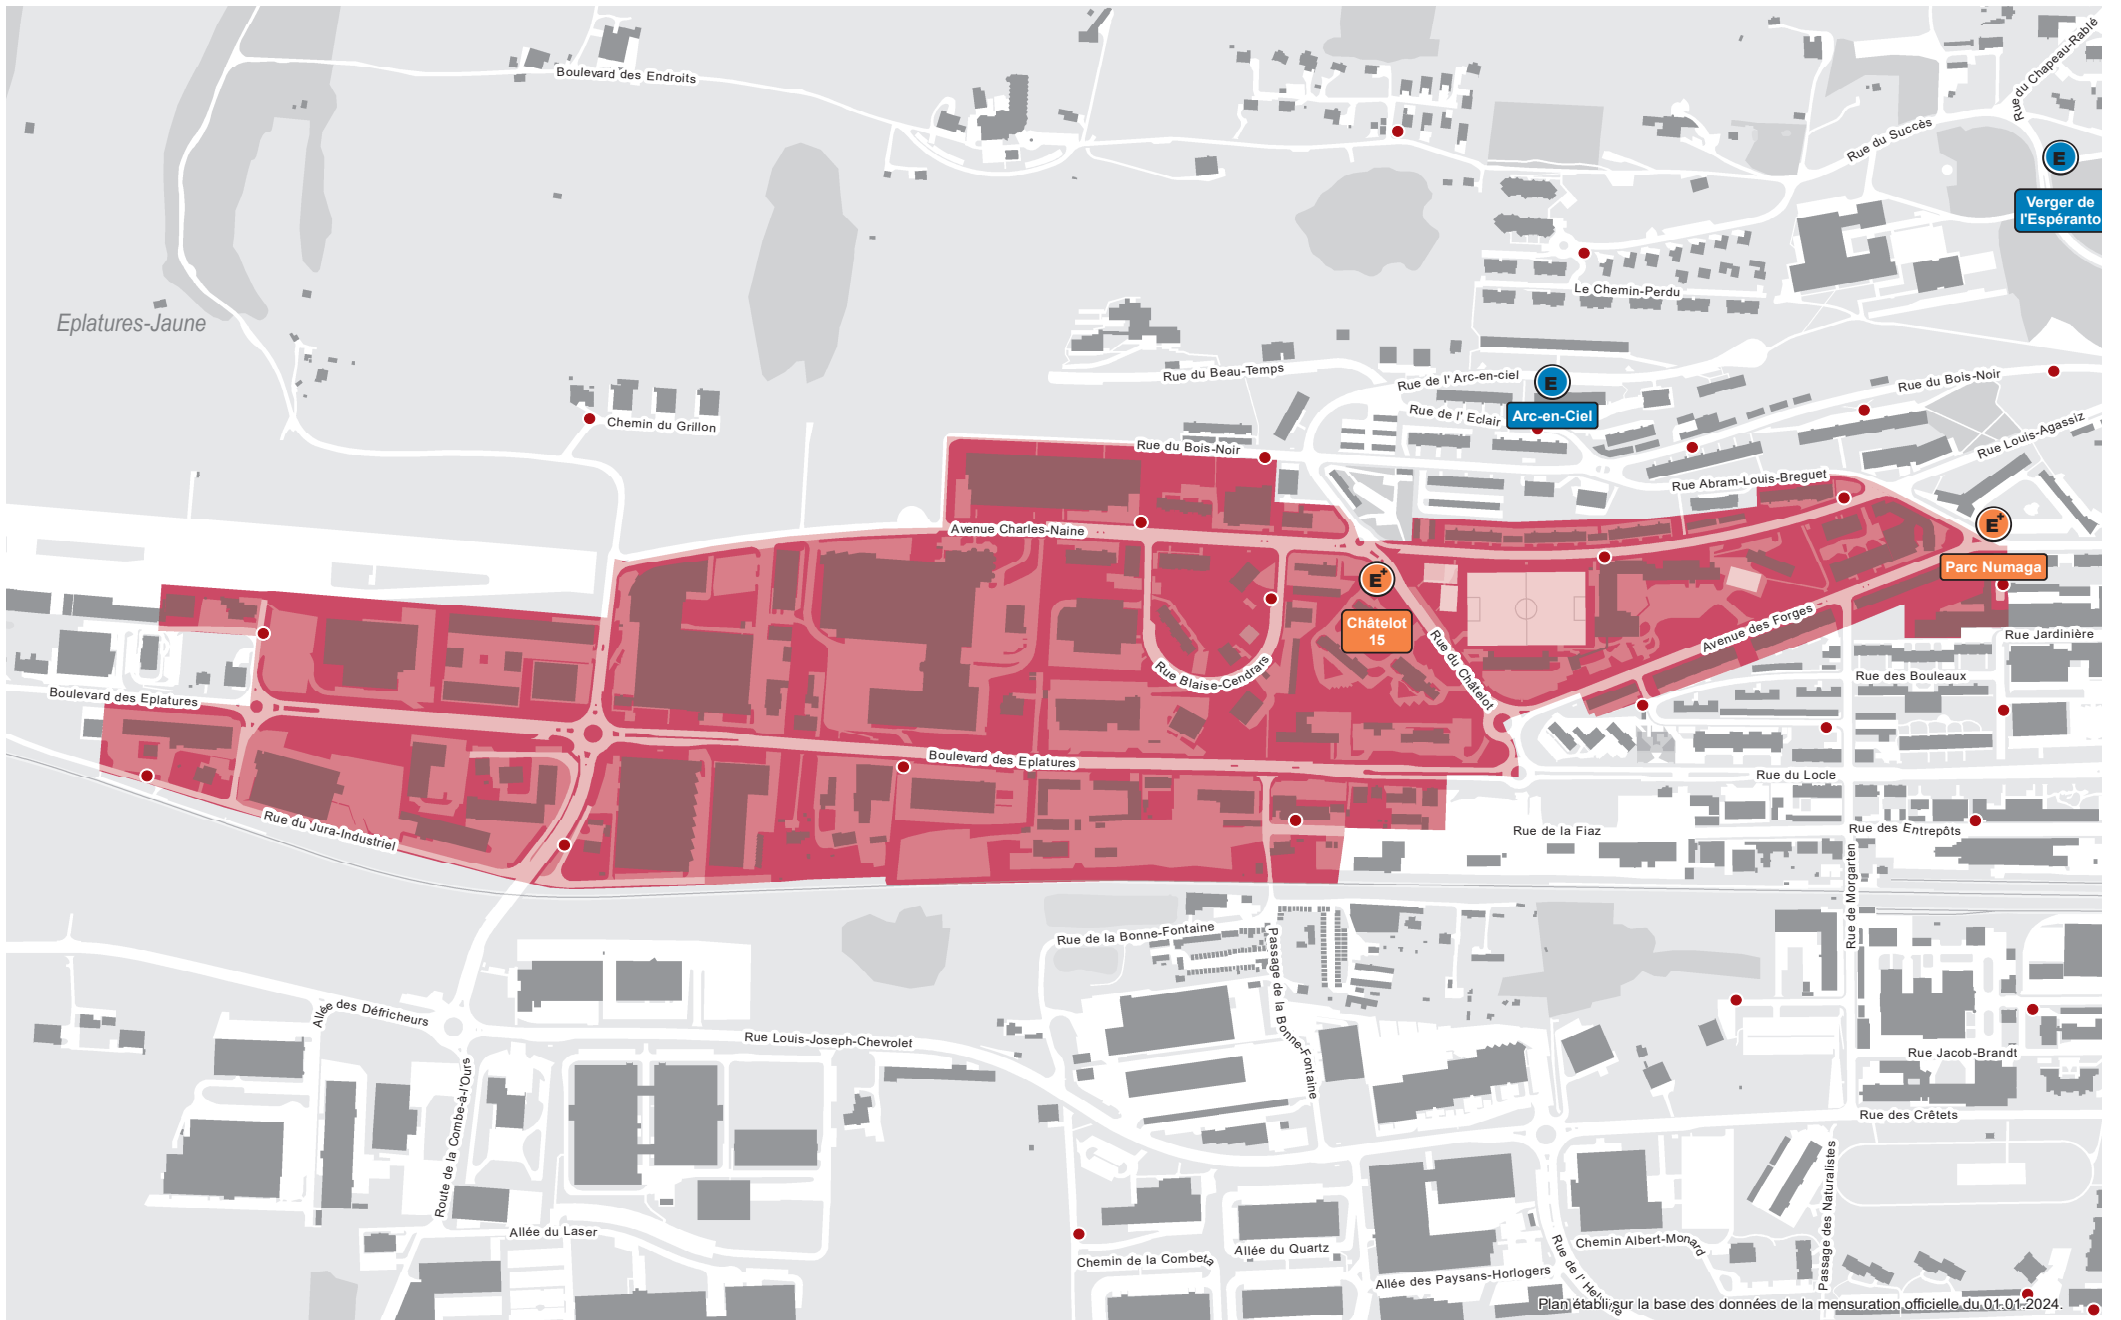 Boulevard des Endroits
Rue du Chapeau-Rablé
Rue du Succès
E
Verger de
l'Espéranto
Le Chemin-Perdu
Eplatures-Jaune
Rue du Beau-Temps
Rue de l' Arc-en-ciel
E
Rue du Bois-Noir
Rue de l' Eclair
Arc-en-Ciel
Chemin du Grillon
Rue Louis-Agassiz
Rue du Bois-Noir
Rue Abram-Louis-Breguet
Avenue Charles-Naine
E+
Parc Numaga
E+
Châtelot
15
Avenue des Forges
Rue Jardinière
Rue du Châtelot
Rue Blaise-Cendrars
Rue des Bouleaux
Boulevard des Eplatures
Boulevard des Eplatures
Rue du Locle
Rue du Jura-Industriel
Rue de la Fiaz
Rue des Entrepôts
Rue de Morgarten
Rue de la Bonne-Fontaine
Passage de la Bonne-Fontaine
Allée des Défricheurs
Rue Louis-Joseph-Chevrolet
Rue Jacob-Brandt
Route de la Combe-à-l'Ours
Rue des Crêtets
Passage des Naturalistes
Allée du Laser
Chemin de la Combeta
Allée du Quartz
Chemin Albert-Monard
Allée des Paysans-Horlogers
Rue de l'
Plan établi sur la base des données de la mensuration officielle du 01.01.2024.